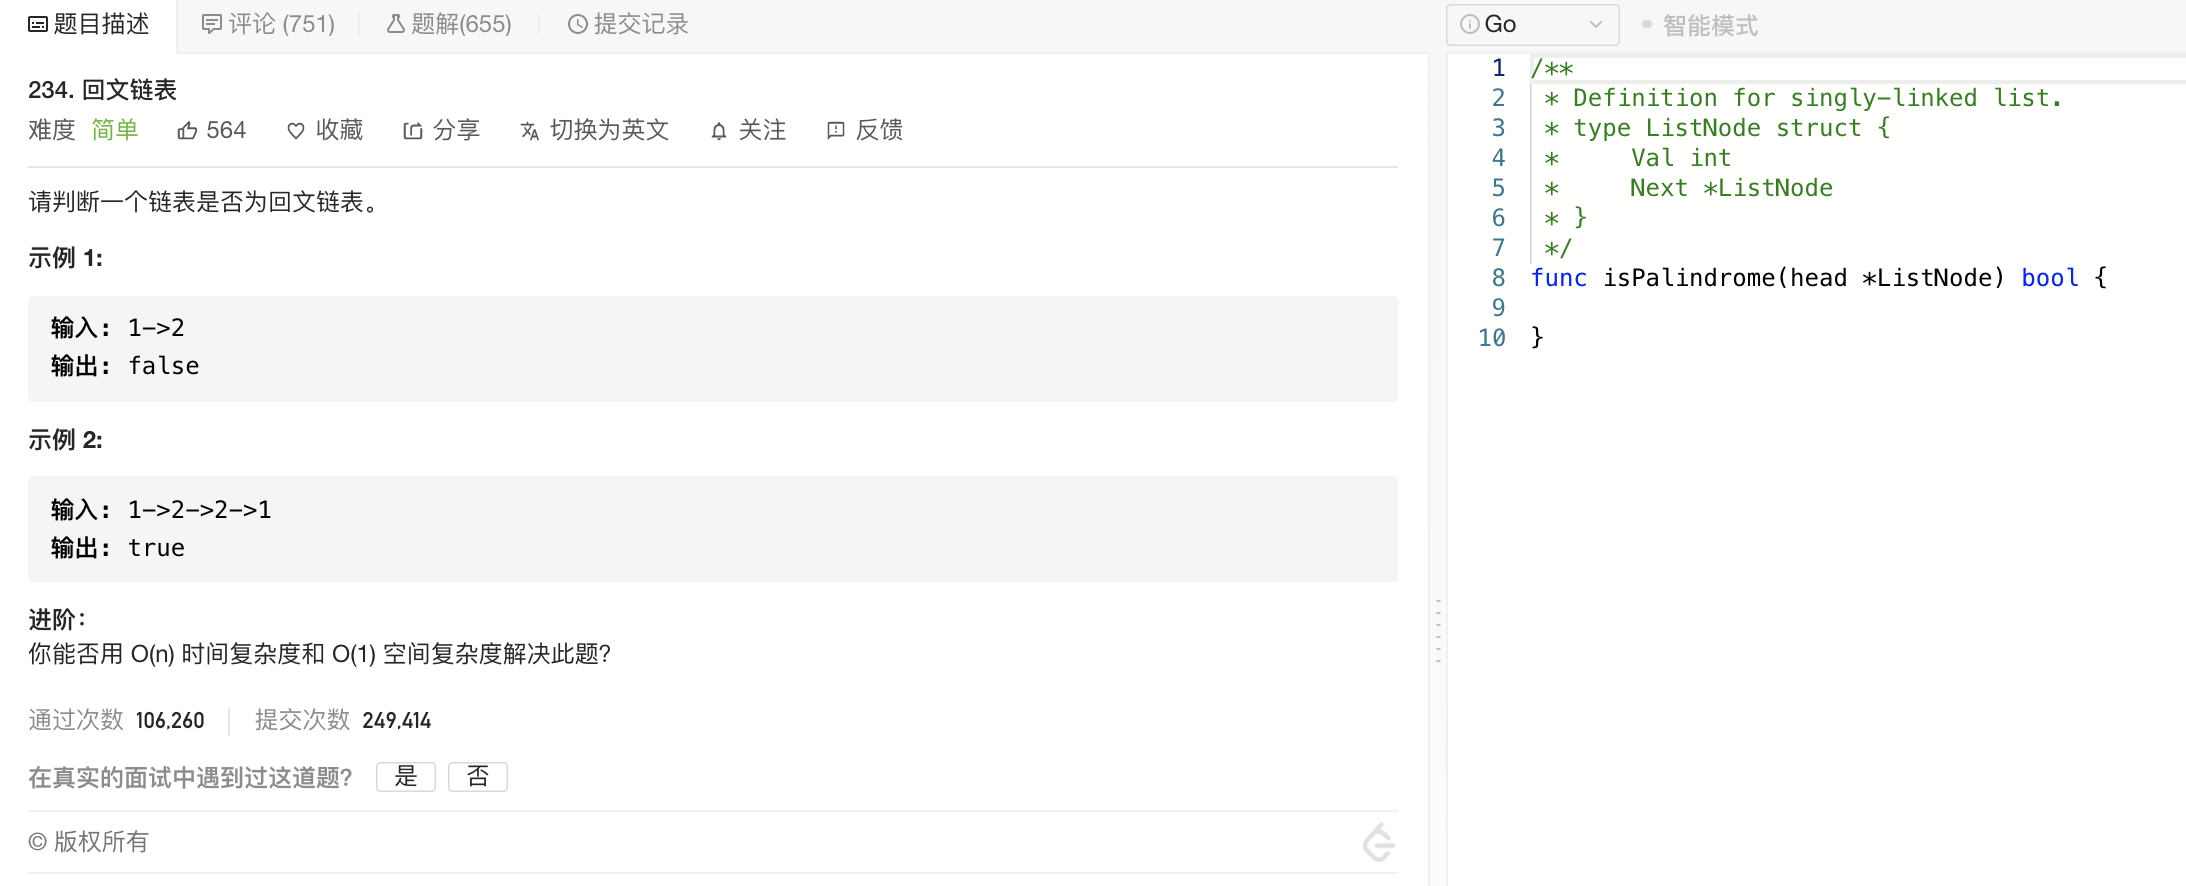 题目描述
评论 (751)
题解(655)
提交记录
234. 回文链表
难度 简单 564 收藏 分享 切换为英文 关注 反馈
请判断一个链表是否为回文链表。
示例 1:
输入: 1->2
输出: false
示例 2:
输入: 1->2->2->1
输出: true
进阶：
你能否用 O(n) 时间复杂度和 O(1) 空间复杂度解决此题？
通过次数 106,260 提交次数 249,414
在真实的面试中遇到过这道题？ 是 否
© 版权所有
Go 智能模式
1 /**
2  * Definition for singly-linked list.
3  * type ListNode struct {
4  *     Val int
5  *     Next *ListNode
6  * }
7  */
8 func isPalindrome(head *ListNode) bool {
9
10 }